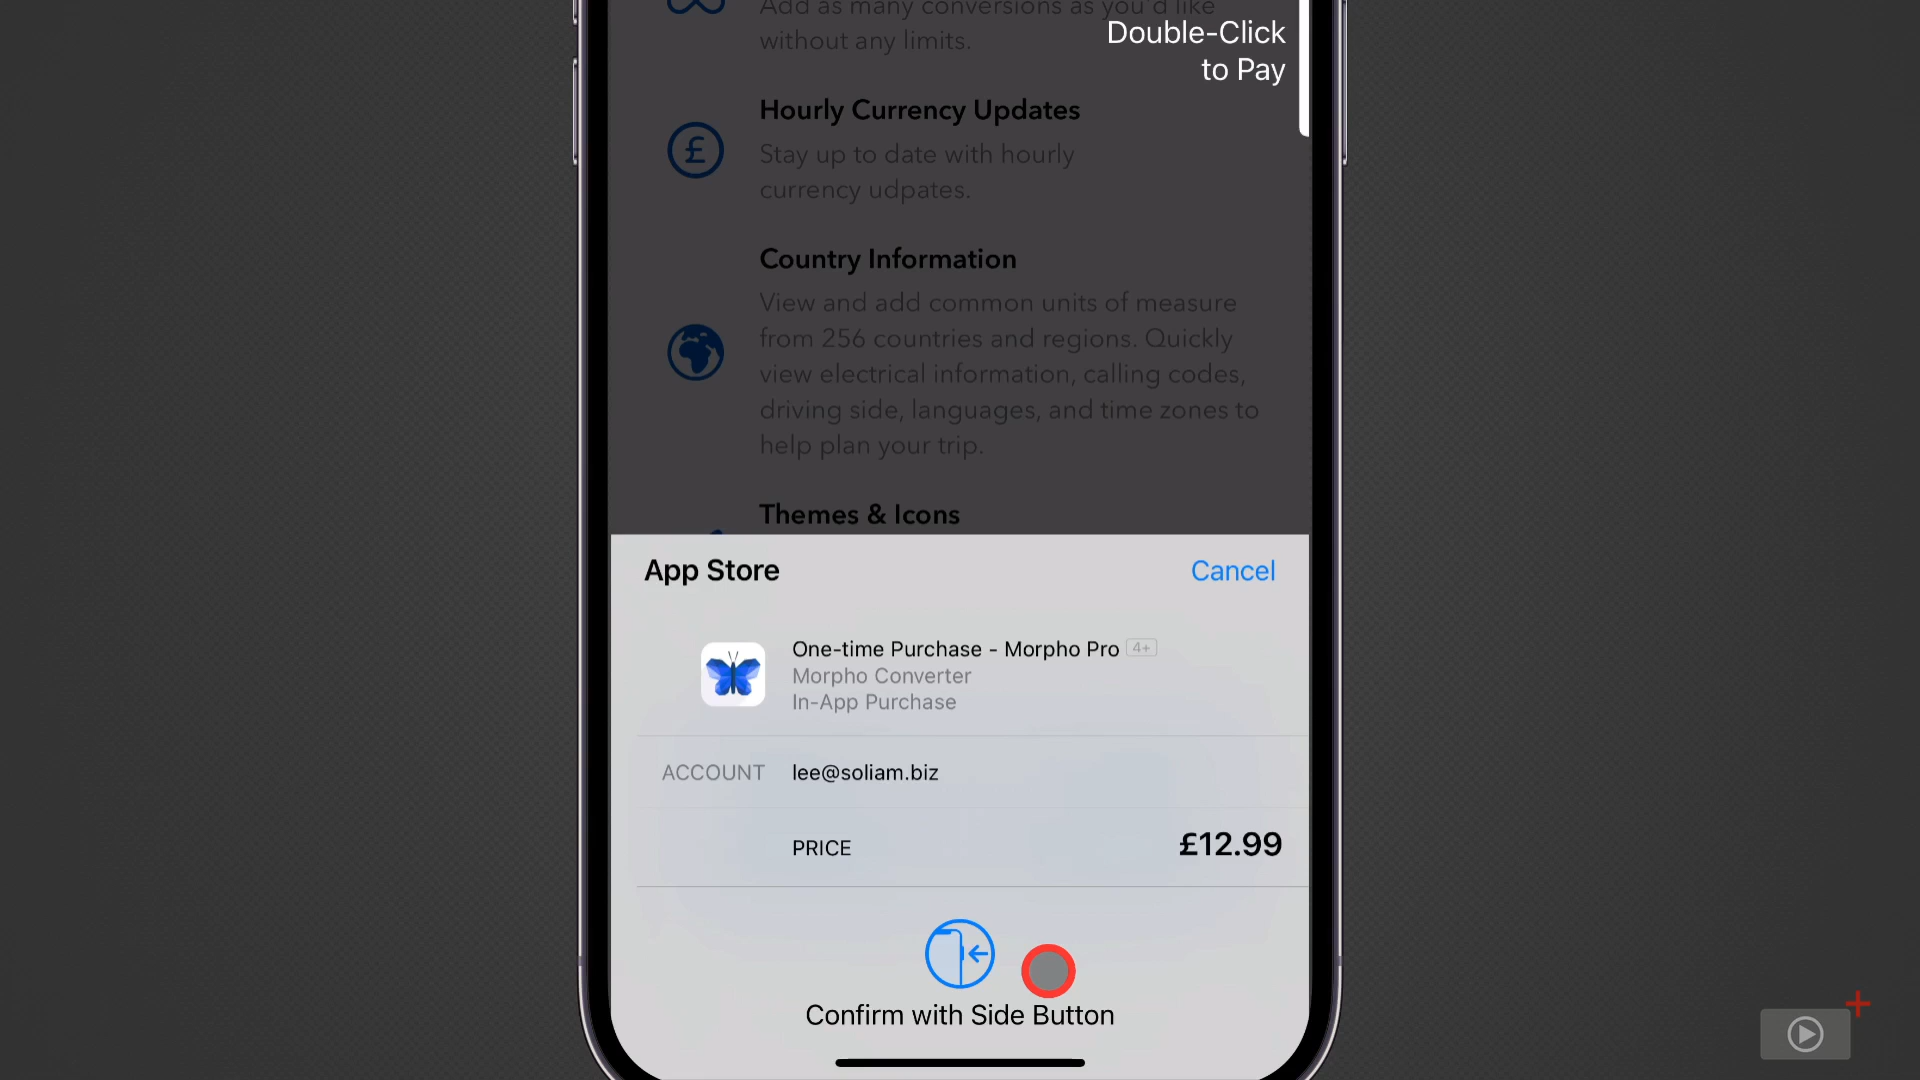 Add as many conversions as you'd like
without any limits.
Double-Click
to Pay
Hourly Currency Updates
£
Stay up to date with hourly
currency udpates.
Country Information
View and add common units of measure
from 256 countries and regions. Quickly
view electrical information, calling codes,
driving side, languages, and time zones to
help plan your trip.
Themes & Icons
App Store
Cancel
One-time Purchase - Morpho Pro 4+
Morpho Converter
In-App Purchase
ACCOUNT lee@soliam.biz
PRICE £12.99
Confirm with Side Button